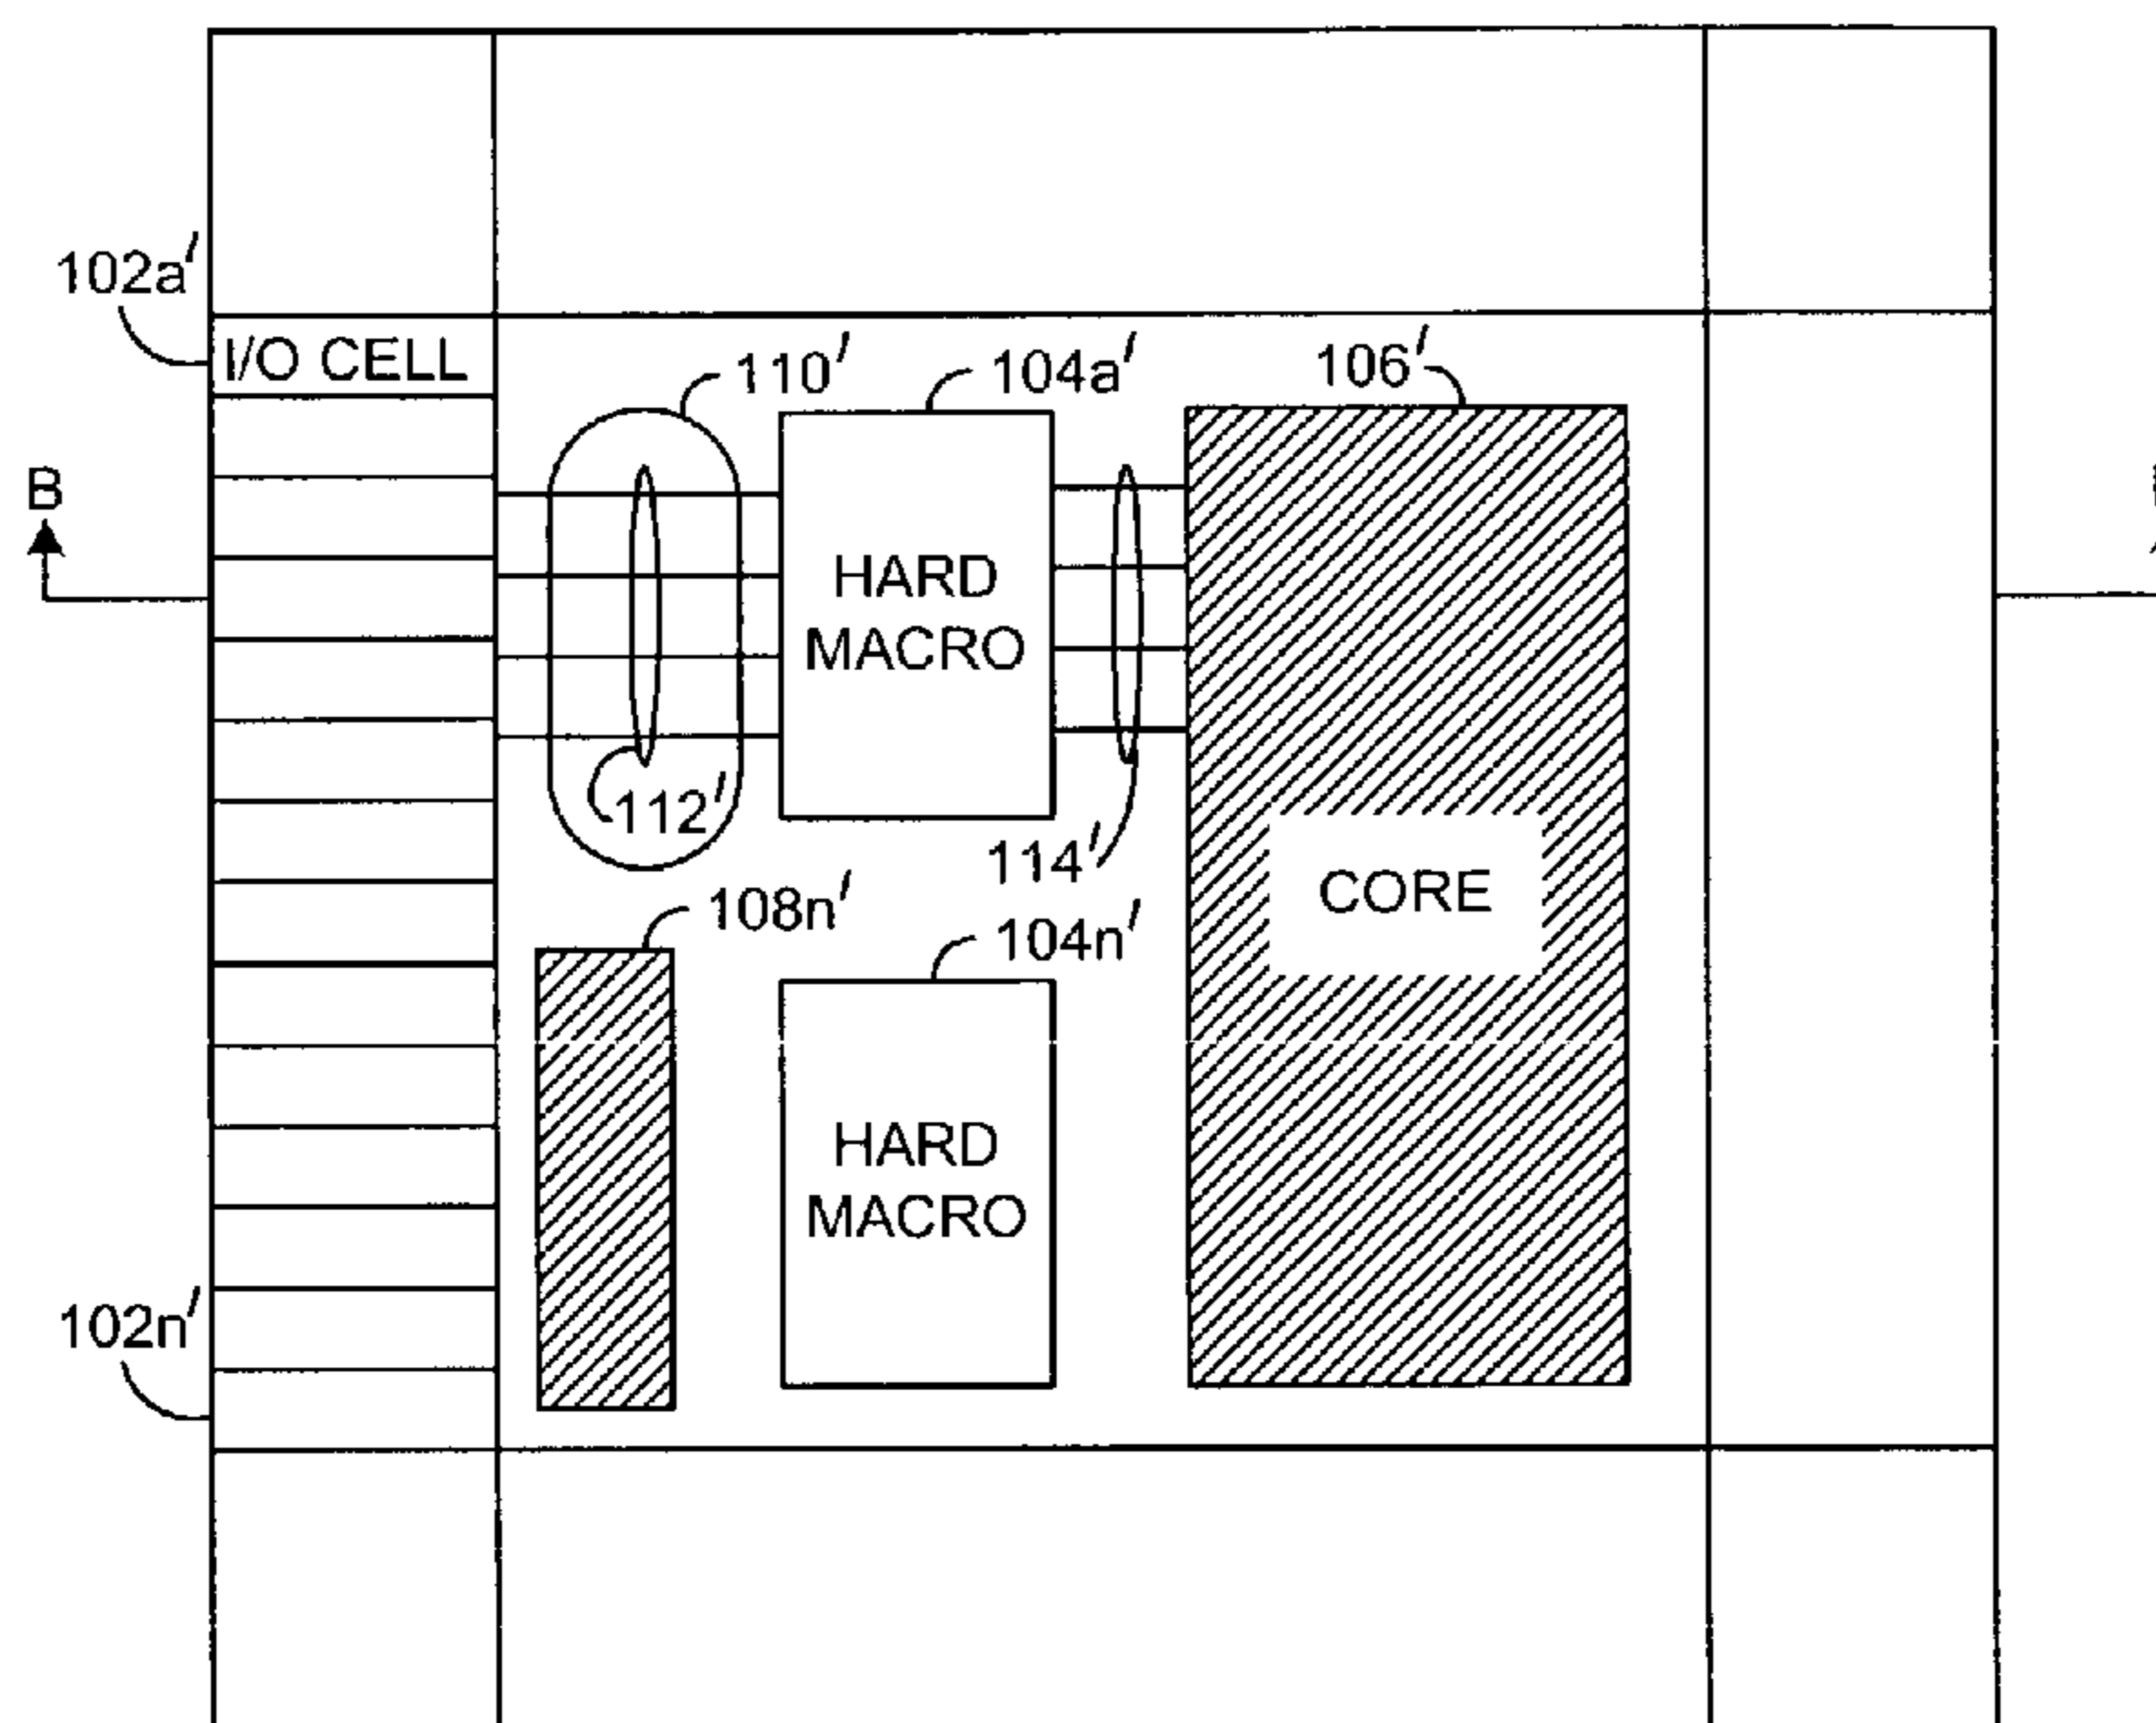 102a'
I/O CELL
110'
104a'
106'
B
HARD
MACRO
112'
114'
CORE
108n'
104n'
HARD
MACRO
102n'